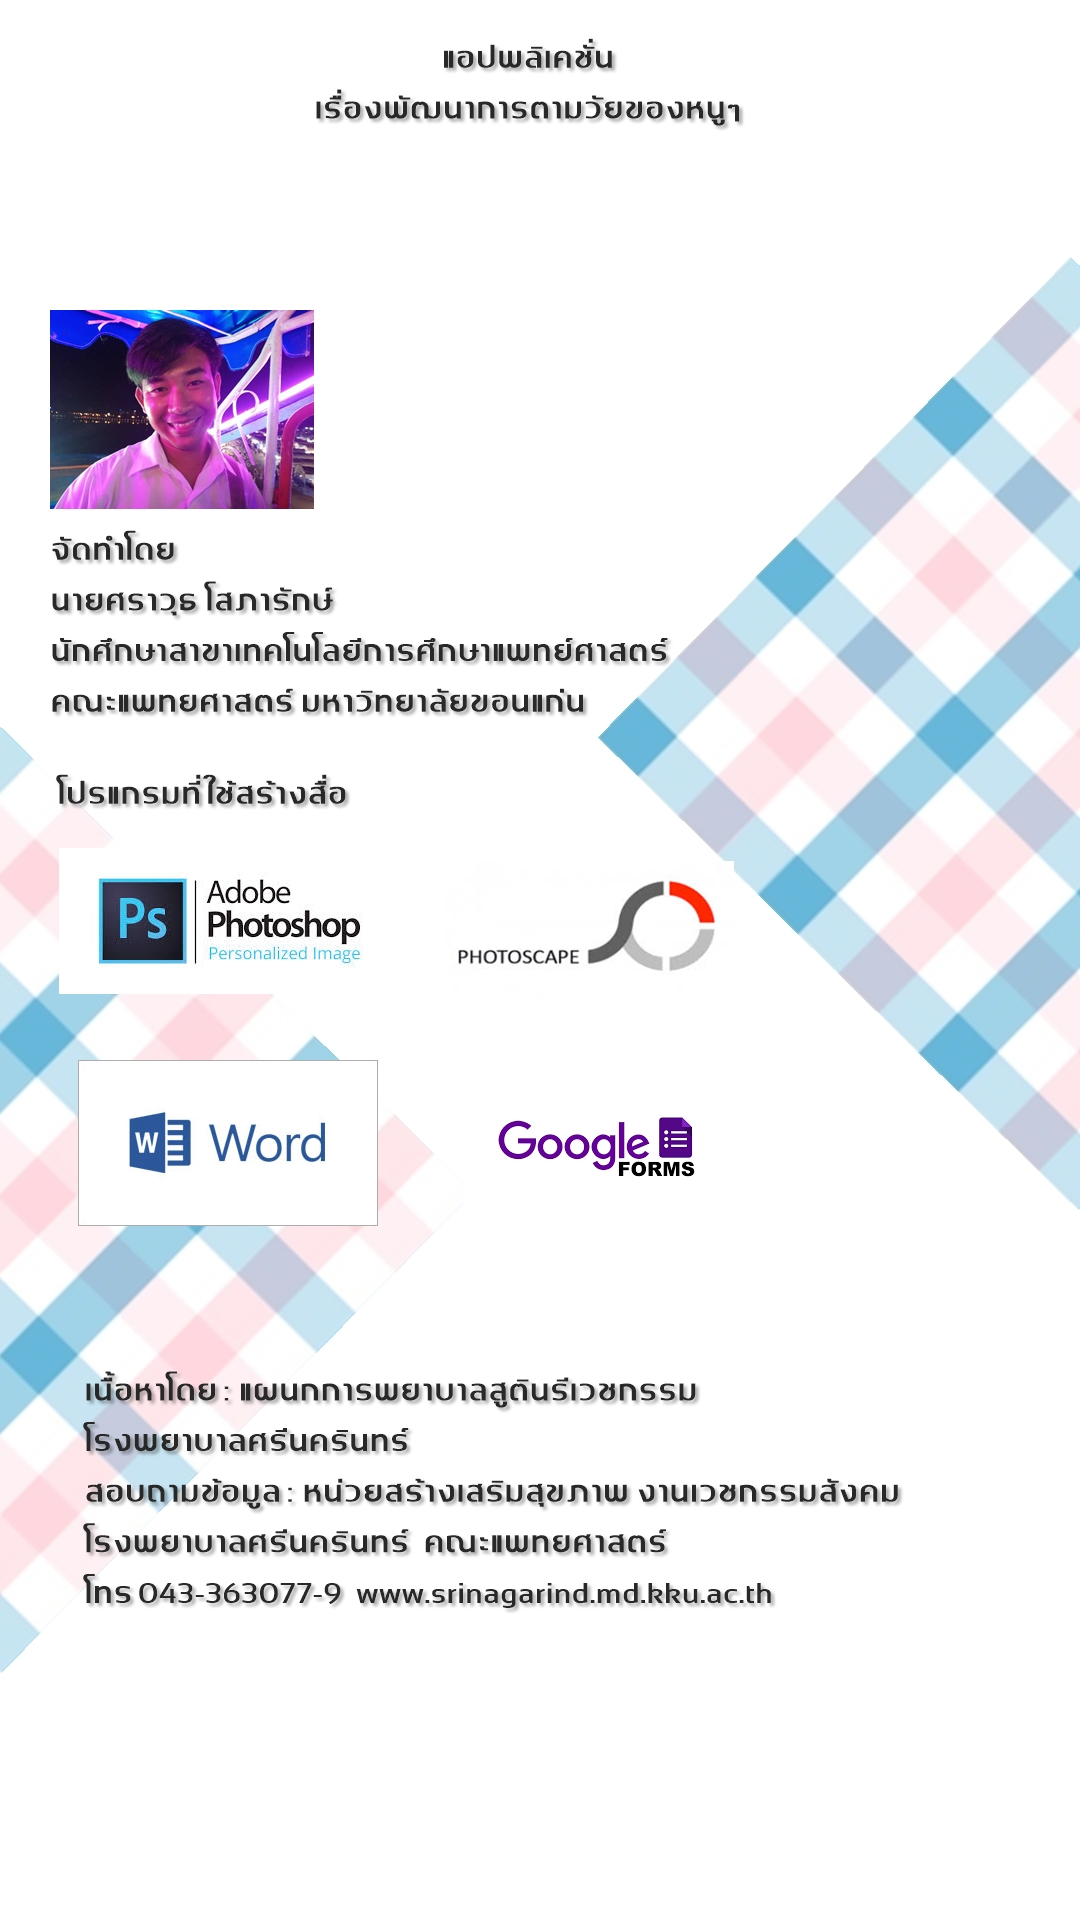 แอปพลิเคชั่น
เรื่องพัฒนาการตามวัยของหนูๆ
จัดทำโดย
นายศราวุธ โสภารักษ์
นักศึกษาสาขาเทคโนโลยีการศึกษาแพทย์ศาสตร์
คณะแพทยศาสตร์ มหาวิทยาลัยขอนแก่น
โปรแกรมที่ใช้สร้างสื่อ
Ps Adobe
Photoshop
Personalized Image
PHOTOSCAPE
W Word
Google
FORMS
เนื้อหาโดย : แผนกการพยาบาลสูตินรีเวชกรรม
โรงพยาบาลศรีนครินทร์
สอบถามข้อมูล : หน่วยสร้างเสริมสุขภาพ งานเวชกรรมสังคม
โรงพยาบาลศรีนครินทร์ คณะแพทยศาสตร์
โทร 043-363077-9 www.srinagarind.md.kku.ac.th